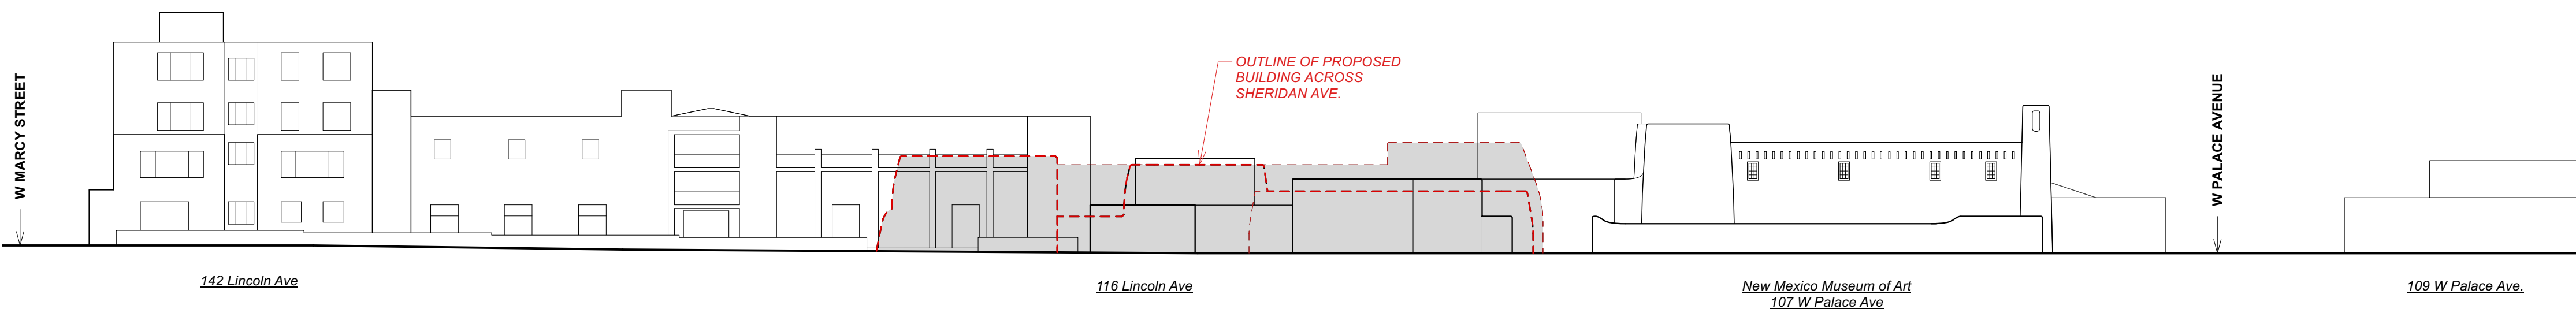 W MARCY STREET
OUTLINE OF PROPOSED
BUILDING ACROSS
SHERIDAN AVE.
W PALACE AVENUE
142 Lincoln Ave
116 Lincoln Ave
New Mexico Museum of Art
107 W Palace Ave
109 W Palace Ave.